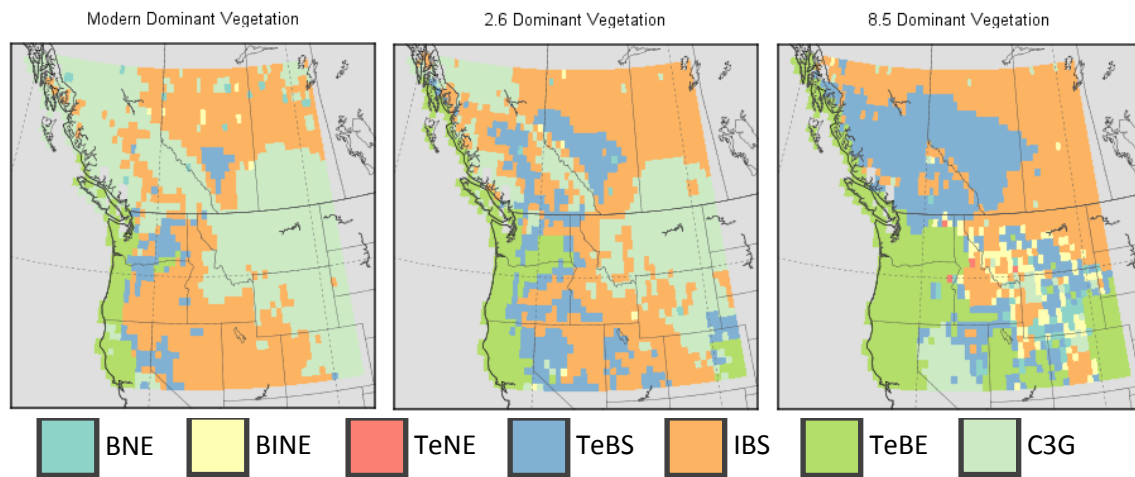 Modern Dominant Vegetation
2.6 Dominant Vegetation
8.5 Dominant Vegetation
BNE
BINE
TeNE
TeBS
IBS
TeBE
C3G